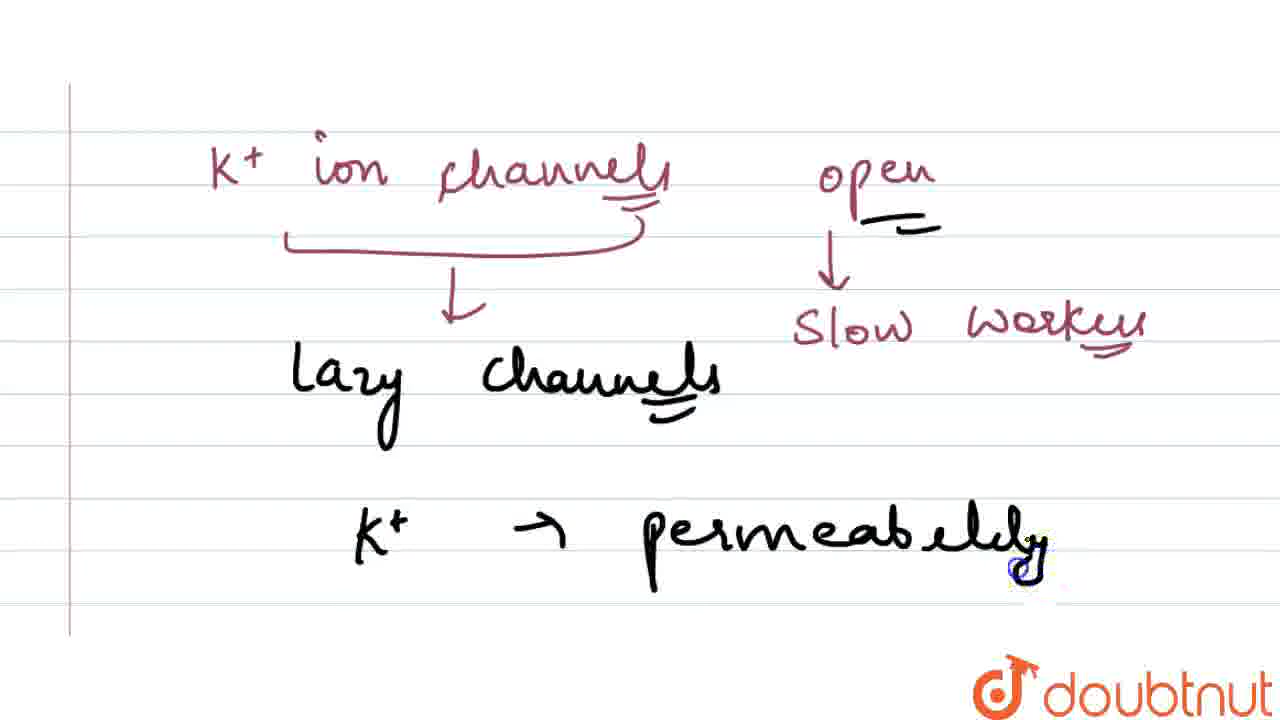 K+ ion channels open
Slow worker
Lazy channels
K+ → permeability
doubtnut